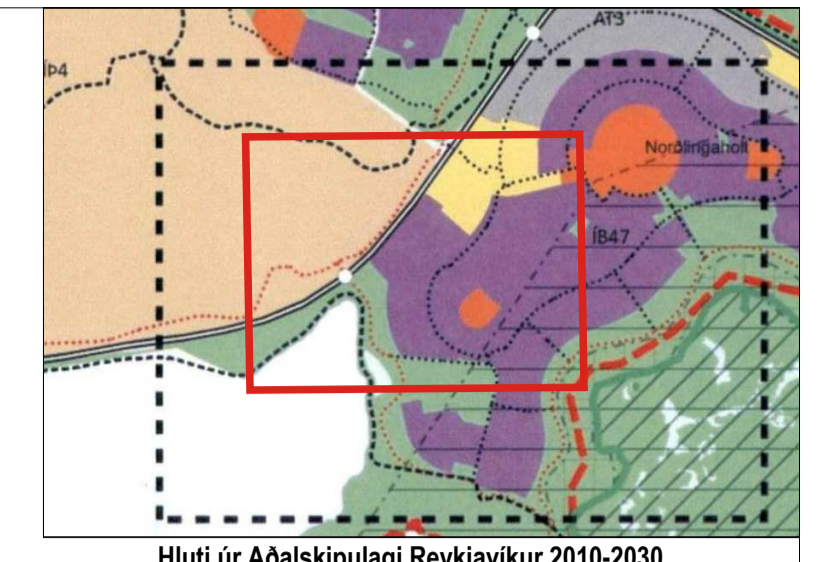 AT3
ÍÞ4
Norðlingaholt
ÍB47
Hluti úr Aðalskipulagi Reykjavíkur 2010-2030